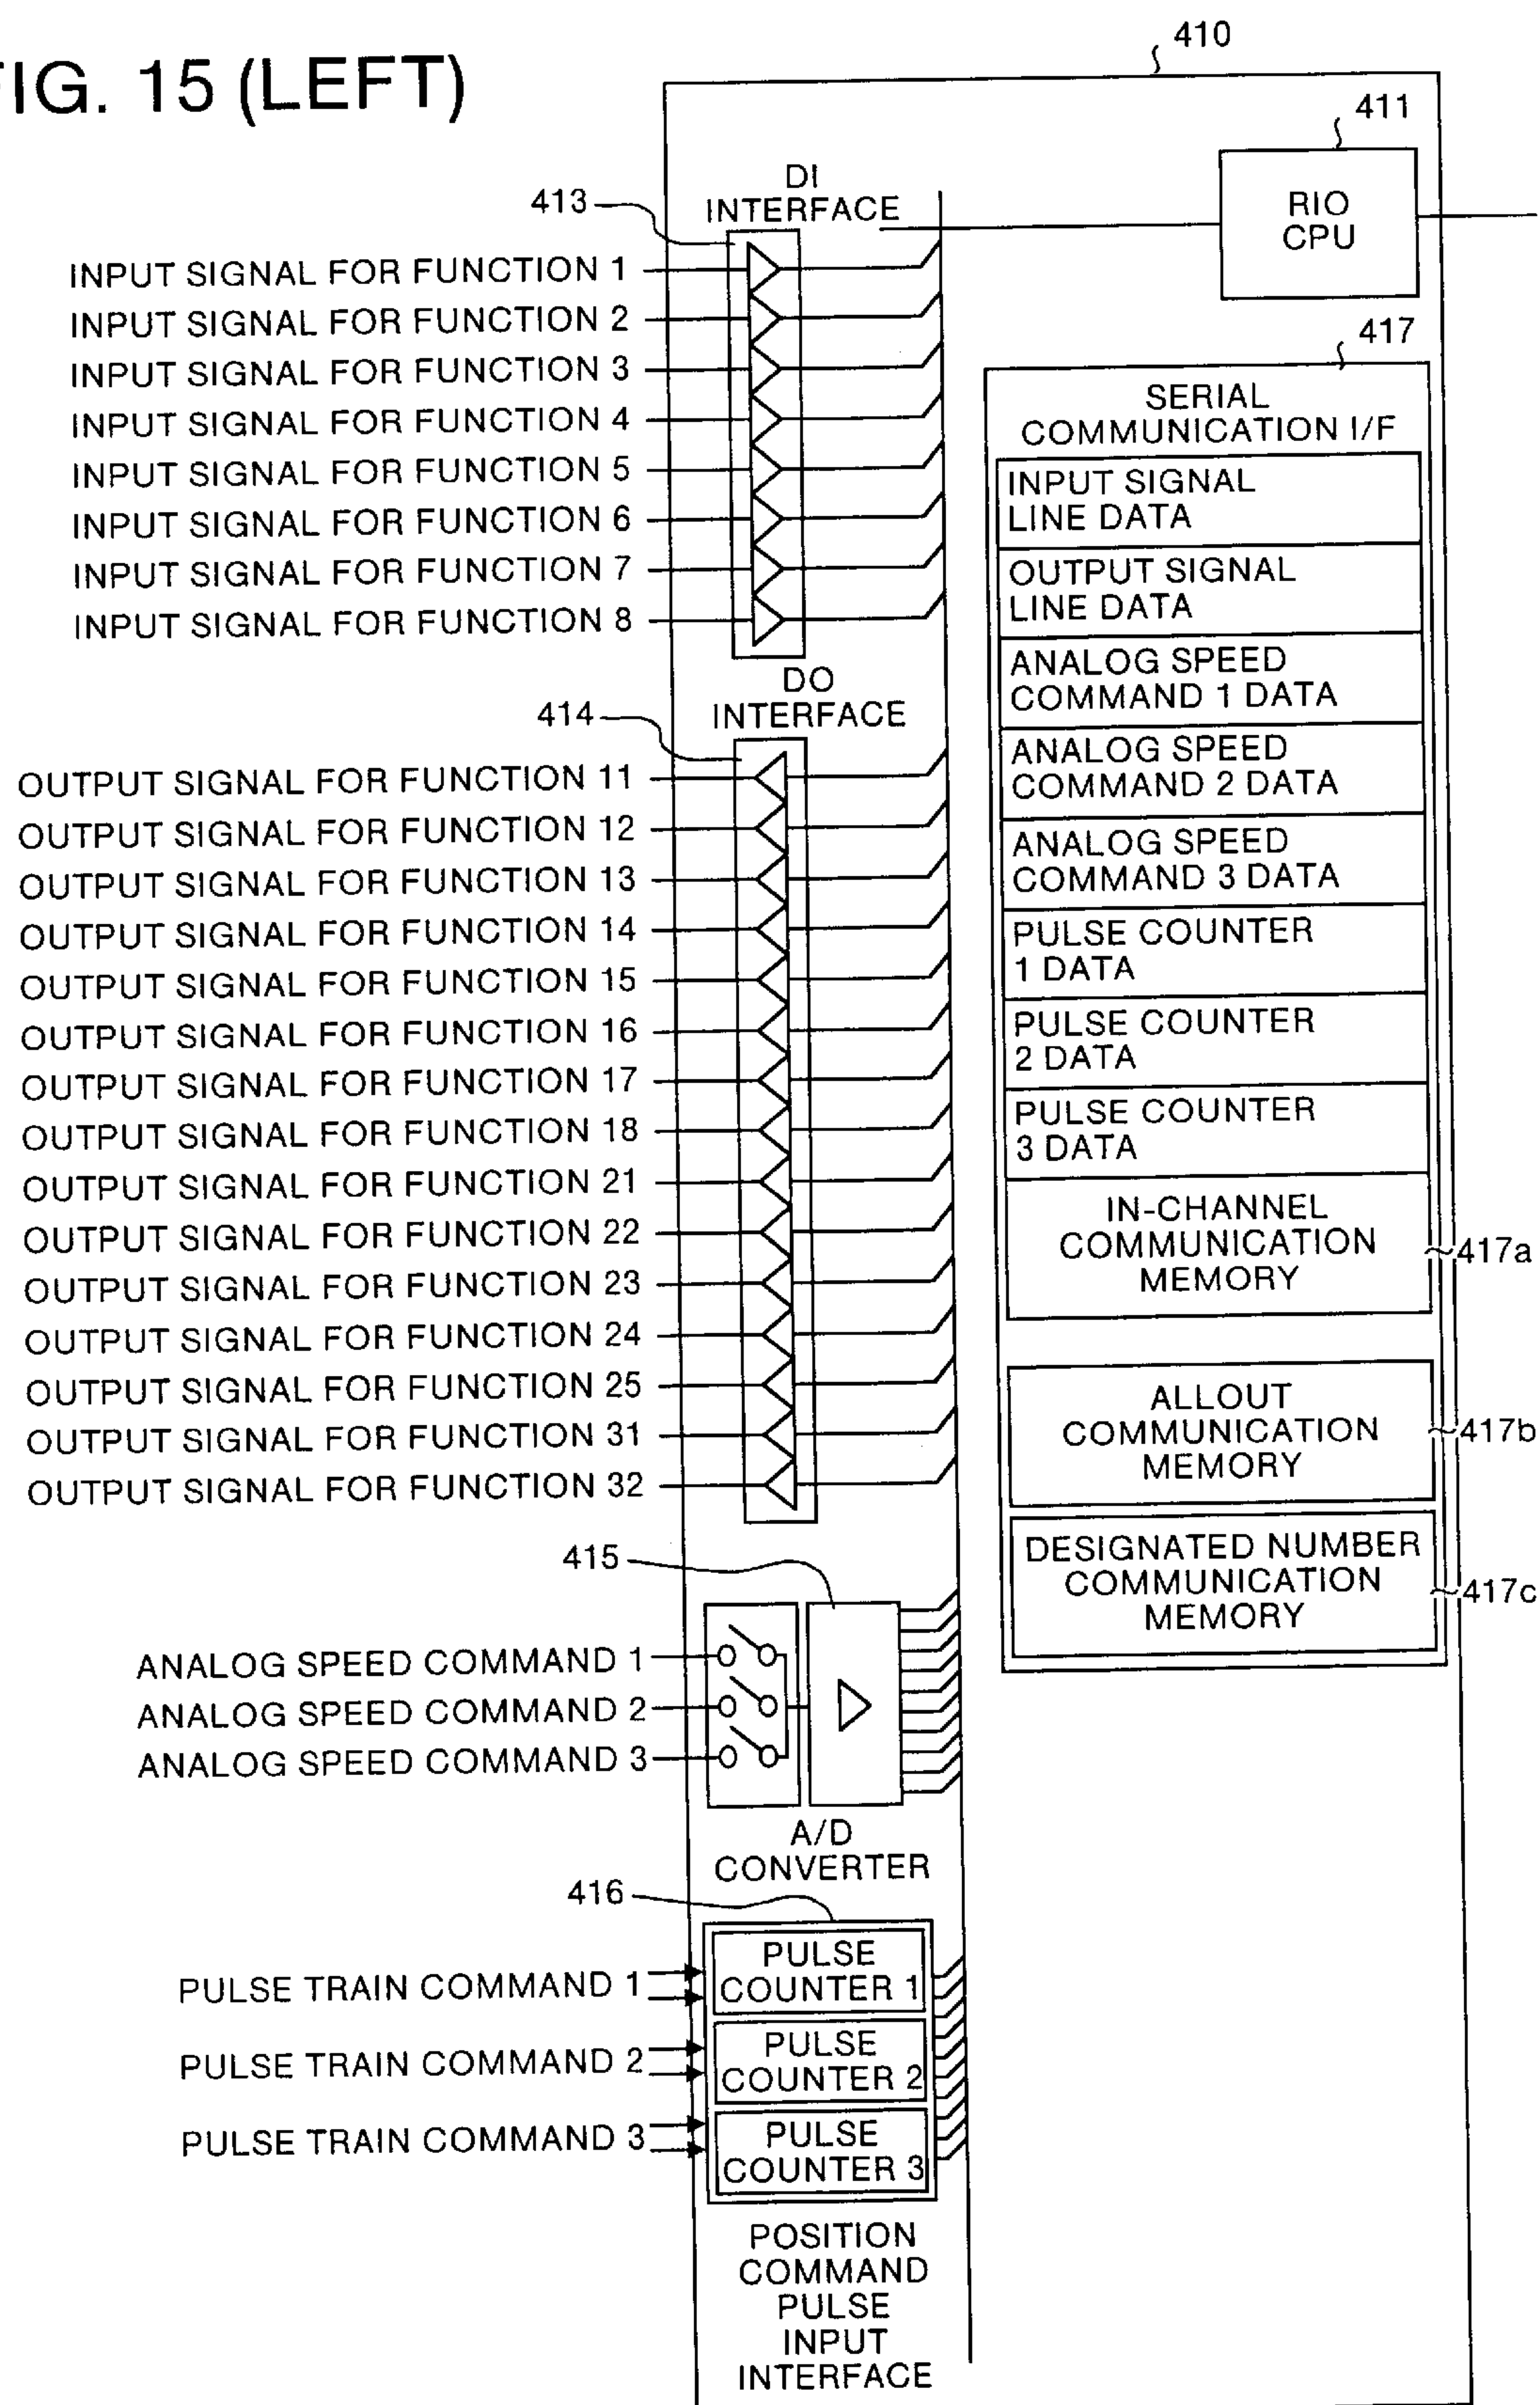 FIG. 15 (LEFT)
410
411
RIO
CPU
DI
INTERFACE
413
INPUT SIGNAL FOR FUNCTION 1
INPUT SIGNAL FOR FUNCTION 2
INPUT SIGNAL FOR FUNCTION 3
INPUT SIGNAL FOR FUNCTION 4
INPUT SIGNAL FOR FUNCTION 5
INPUT SIGNAL FOR FUNCTION 6
INPUT SIGNAL FOR FUNCTION 7
INPUT SIGNAL FOR FUNCTION 8
DO
INTERFACE
414
OUTPUT SIGNAL FOR FUNCTION 11
OUTPUT SIGNAL FOR FUNCTION 12
OUTPUT SIGNAL FOR FUNCTION 13
OUTPUT SIGNAL FOR FUNCTION 14
OUTPUT SIGNAL FOR FUNCTION 15
OUTPUT SIGNAL FOR FUNCTION 16
OUTPUT SIGNAL FOR FUNCTION 17
OUTPUT SIGNAL FOR FUNCTION 18
OUTPUT SIGNAL FOR FUNCTION 21
OUTPUT SIGNAL FOR FUNCTION 22
OUTPUT SIGNAL FOR FUNCTION 23
OUTPUT SIGNAL FOR FUNCTION 24
OUTPUT SIGNAL FOR FUNCTION 25
OUTPUT SIGNAL FOR FUNCTION 31
OUTPUT SIGNAL FOR FUNCTION 32
415
ANALOG SPEED COMMAND 1
ANALOG SPEED COMMAND 2
ANALOG SPEED COMMAND 3
A/D
CONVERTER
416
PULSE TRAIN COMMAND 1
PULSE TRAIN COMMAND 2
PULSE TRAIN COMMAND 3
PULSE
COUNTER 1
PULSE
COUNTER 2
PULSE
COUNTER 3
POSITION
COMMAND
PULSE
INPUT
INTERFACE
417
SERIAL
COMMUNICATION I/F
INPUT SIGNAL
LINE DATA
OUTPUT SIGNAL
LINE DATA
ANALOG SPEED
COMMAND 1 DATA
ANALOG SPEED
COMMAND 2 DATA
ANALOG SPEED
COMMAND 3 DATA
PULSE COUNTER
1 DATA
PULSE COUNTER
2 DATA
PULSE COUNTER
3 DATA
IN-CHANNEL
COMMUNICATION
MEMORY
417a
ALLOUT
COMMUNICATION
MEMORY
417b
DESIGNATED NUMBER
COMMUNICATION
MEMORY
417c